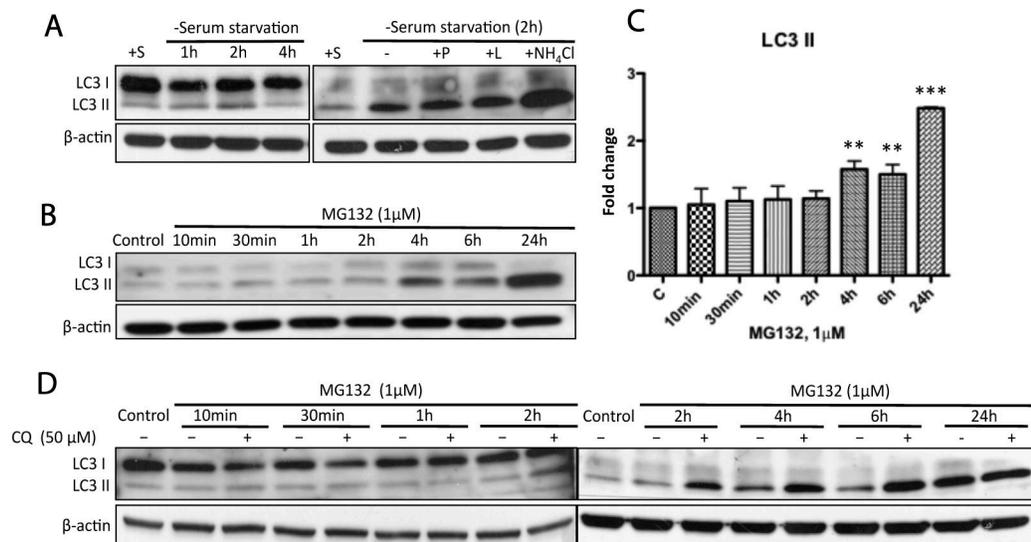 A
-Serum starvation
-Serum starvation (2h)
+S 1h 2h 4h +S - +P +L +NH4Cl
LC3 I
LC3 II
β-actin
B
MG132 (1μM)
Control 10min 30min 1h 2h 4h 6h 24h
LC3 I
LC3 II
β-actin
C
LC3 II
Fold change
3
2
1
0
** ** ***
C 10min 30min 1h 2h 4h 6h 24h
MG132, 1μM
D
MG132 (1μM)
MG132 (1μM)
Control 10min 30min 1h 2h Control 2h 4h 6h 24h
CQ (50 μM) – – + – + – + – + – – + – + – + – +
LC3 I
LC3 II
β-actin